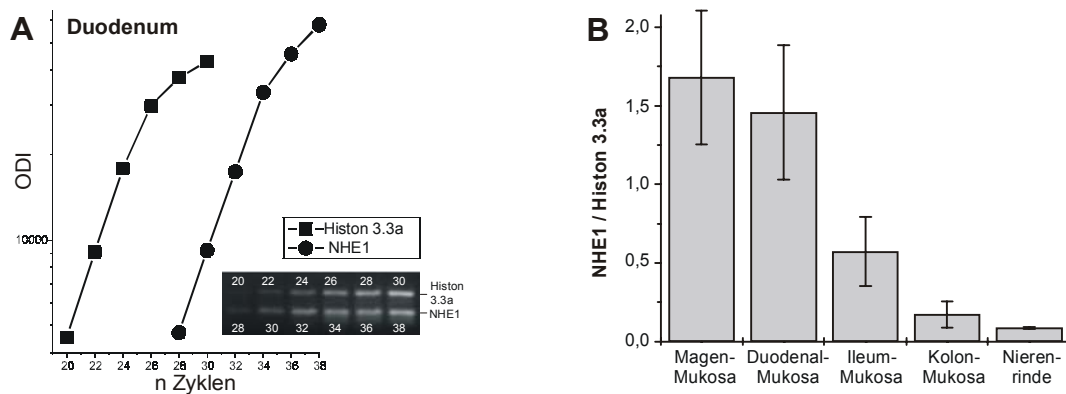 A
Duodenum
ODI
10000
20 22 24 26 28 30 32 34 36 38
n Zyklen
Histon 3.3a
NHE1
20 22 24 26 28 30
Histon
3.3a
NHE1
28 30 32 34 36 38
B
NHE1 / Histon 3.3a
2,0
1,5
1,0
0,5
0,0
Magen-
Mukosa
Duodenal-
Mukosa
Ileum-
Mukosa
Kolon-
Mukosa
Nieren-
rinde